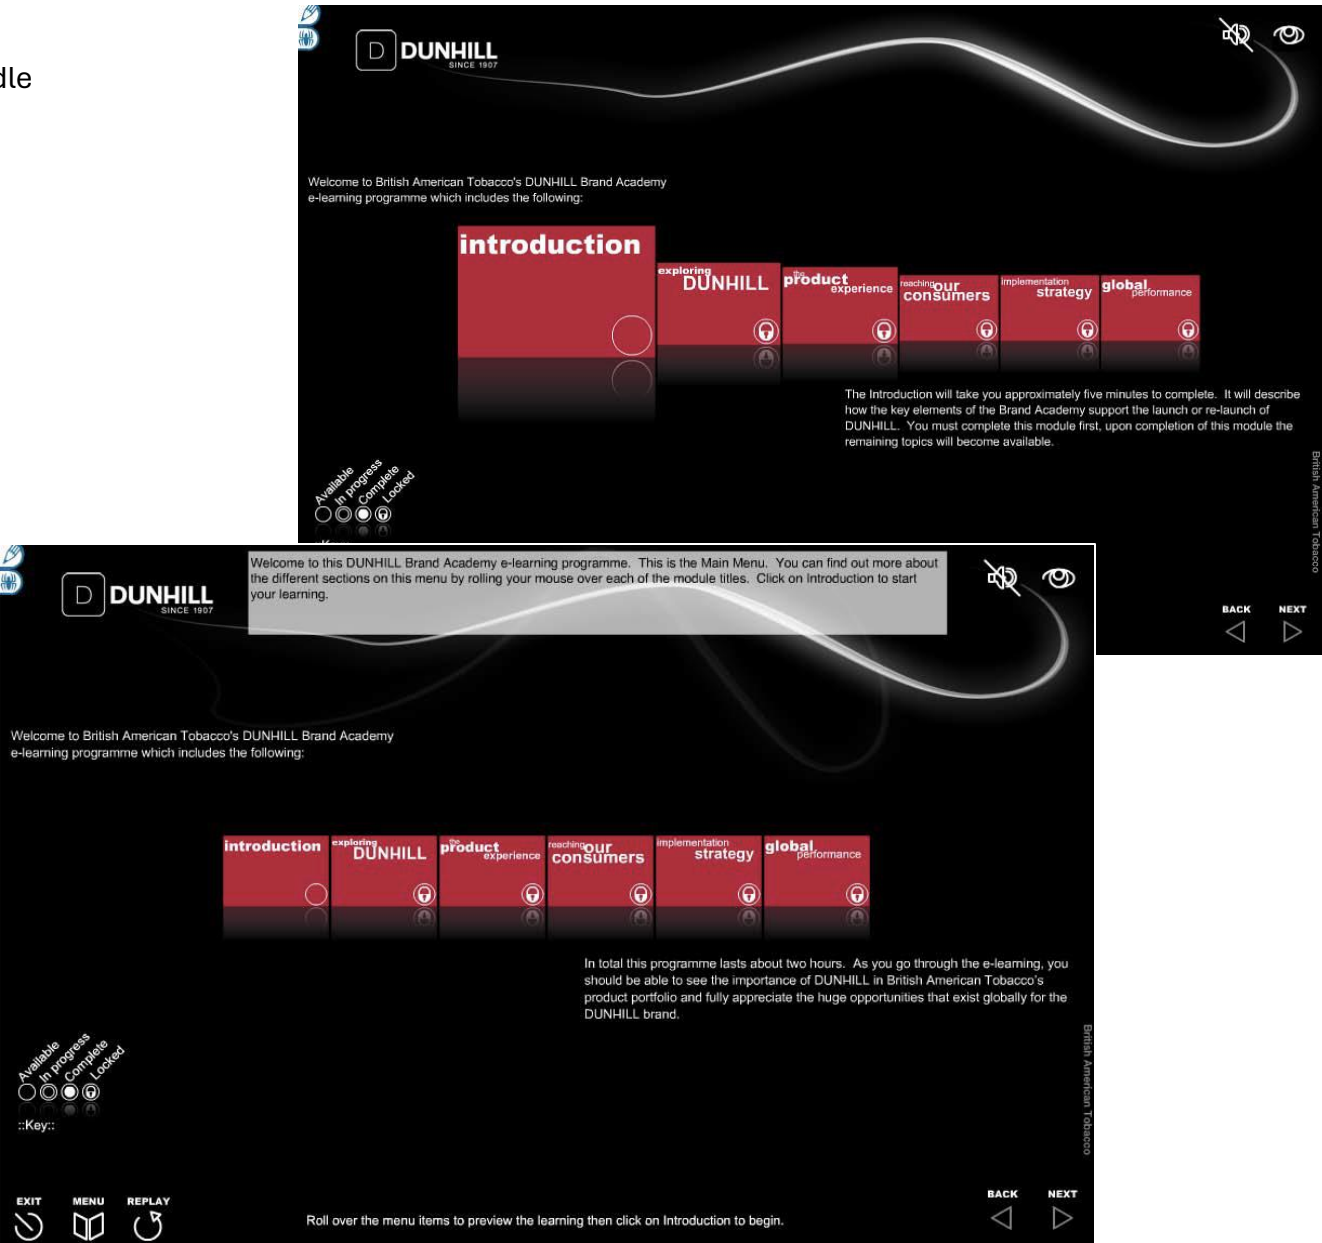 dle
D DUNHILL
SINCE 1907
Welcome to British American Tobacco's DUNHILL Brand Academy
e-learning programme which includes the following:
introduction
exploring
DUNHILL
the
product
experience
reaching our
consumers
implementation
strategy
global
performance
The Introduction will take you approximately five minutes to complete.  It will describe
how the key elements of the Brand Academy support the launch or re-launch of
DUNHILL.  You must complete this module first, upon completion of this module the
remaining topics will become available.
Available
In progress
Complete
Locked
British American Tobacco
BACK NEXT
Welcome to this DUNHILL Brand Academy e-learning programme.  This is the Main Menu.  You can find out more about
the different sections on this menu by rolling your mouse over each of the module titles.  Click on Introduction to start
your learning.
D DUNHILL
SINCE 1907
Welcome to British American Tobacco's DUNHILL Brand Academy
e-learning programme which includes the following:
introduction
exploring
DUNHILL
the
product
experience
reaching our
consumers
implementation
strategy
global
performance
In total this programme lasts about two hours.  As you go through the e-learning, you
should be able to see the importance of DUNHILL in British American Tobacco's
product portfolio and fully appreciate the huge opportunities that exist globally for the
DUNHILL brand.
Available
In progress
Complete
Locked
::Key::
British American Tobacco
EXIT MENU REPLAY
Roll over the menu items to preview the learning then click on Introduction to begin.
BACK NEXT